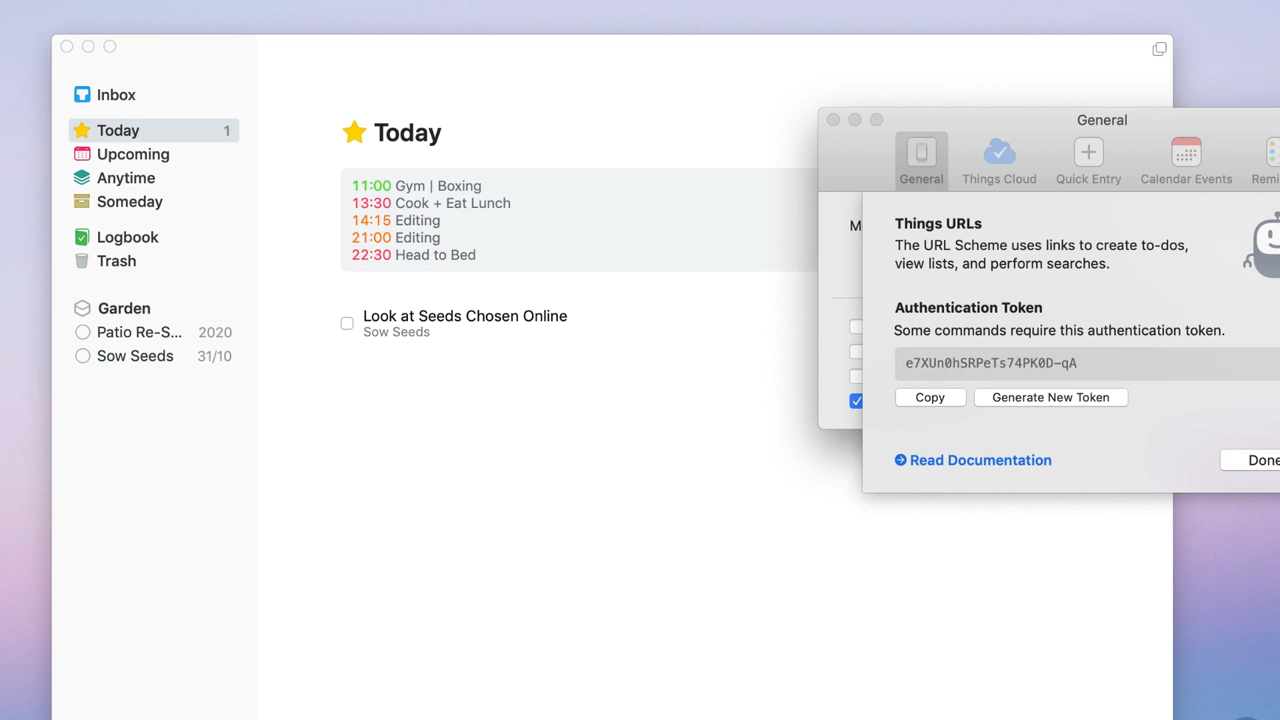 Inbox
Today 1
Upcoming
Anytime
Someday
Logbook
Trash
Garden
Patio Re-S... 2020
Sow Seeds 31/10
Today
11:00 Gym | Boxing
13:30 Cook + Eat Lunch
14:15 Editing
21:00 Editing
22:30 Head to Bed
Look at Seeds Chosen Online
Sow Seeds
General
General Things Cloud Quick Entry Calendar Events Remi
M
Things URLs
The URL Scheme uses links to create to-dos,
view lists, and perform searches.
Authentication Token
Some commands require this authentication token.
e7XUn0hSRPeTs74PK0D-qA
Copy Generate New Token
Read Documentation
Done